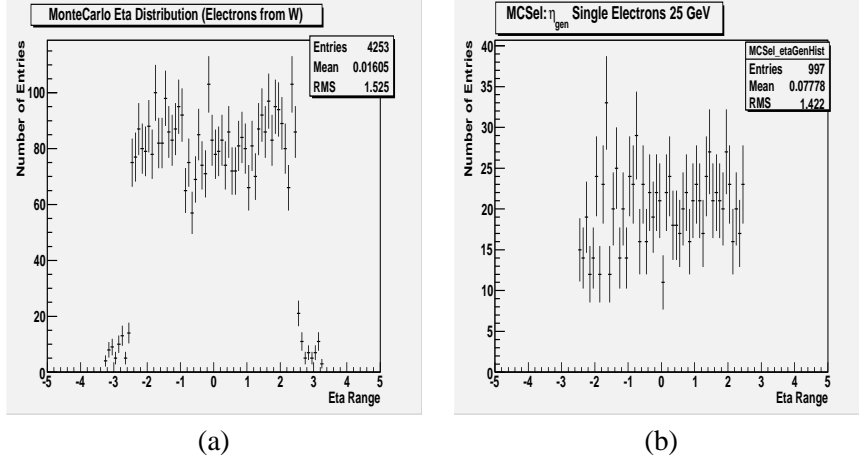 MonteCarlo Eta Distribution (Electrons from W)
Entries 4253
Mean 0.01605
RMS 1.525
Number of Entries
100
80
60
40
20
0
-5 -4 -3 -2 -1 0 1 2 3 4 5
Eta Range
(a)
MCSel: η_gen Single Electrons 25 GeV
MCSel_etaGenHist
Entries 997
Mean 0.07778
RMS 1.422
Number of Entries
40
35
30
25
20
15
10
5
0
-5 -4 -3 -2 -1 0 1 2 3 4 5
Eta Range
(b)